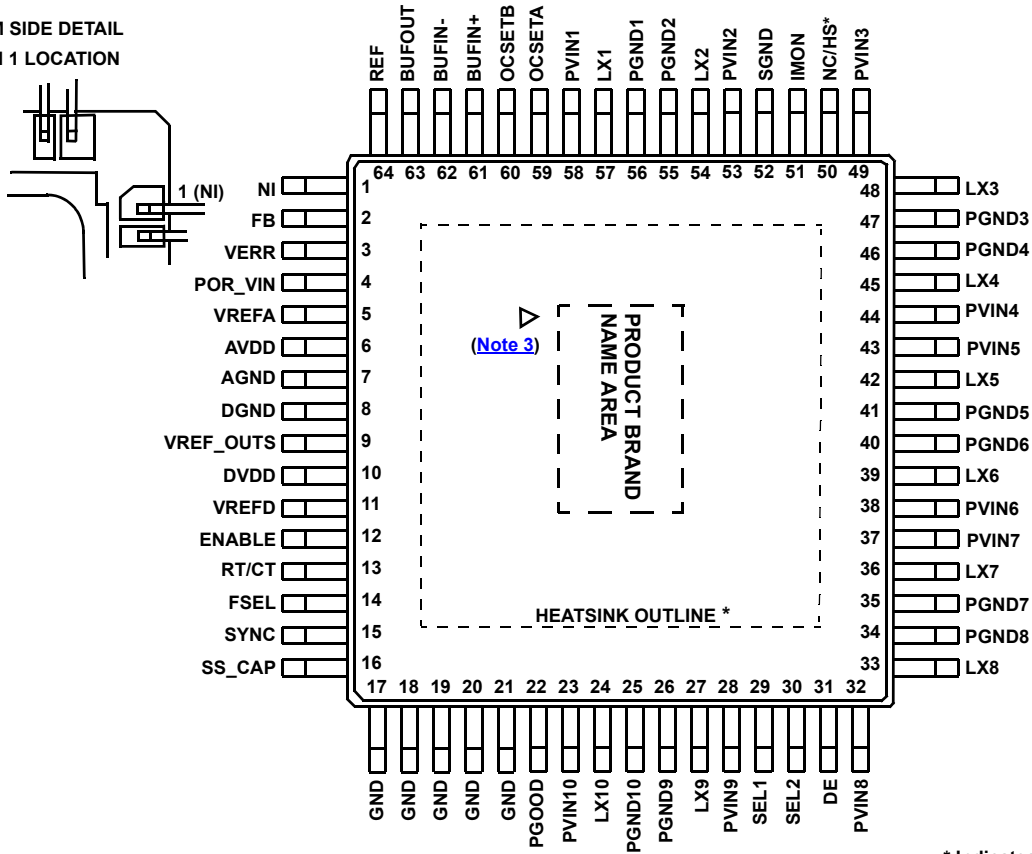 SIDE DETAIL
1 LOCATION
1 (NI)
REF
BUFOUT
BUFIN-
BUFIN+
OCSETB
OCSETA
PVIN1
LX1
PGND1
PGND2
LX2
PVIN2
SGND
IMON
NC/HS*
PVIN3
64 63 62 61 60 59 58 57 56 55 54 53 52 51 50 49
NI 1
FB 2
VERR 3
POR_VIN 4
VREFA 5
AVDD 6
AGND 7
DGND 8
VREF_OUTS 9
DVDD 10
VREFD 11
ENABLE 12
RT/CT 13
FSEL 14
SYNC 15
SS_CAP 16
(Note 3)
PRODUCT BRAND
NAME AREA
HEATSINK OUTLINE *
48 LX3
47 PGND3
46 PGND4
45 LX4
44 PVIN4
43 PVIN5
42 LX5
41 PGND5
40 PGND6
39 LX6
38 PVIN6
37 PVIN7
36 LX7
35 PGND7
34 PGND8
33 LX8
17 18 19 20 21 22 23 24 25 26 27 28 29 30 31 32
GND
GND
GND
GND
GND
PGOOD
PVIN10
LX10
PGND10
PGND9
LX9
PVIN9
SEL1
SEL2
DE
PVIN8